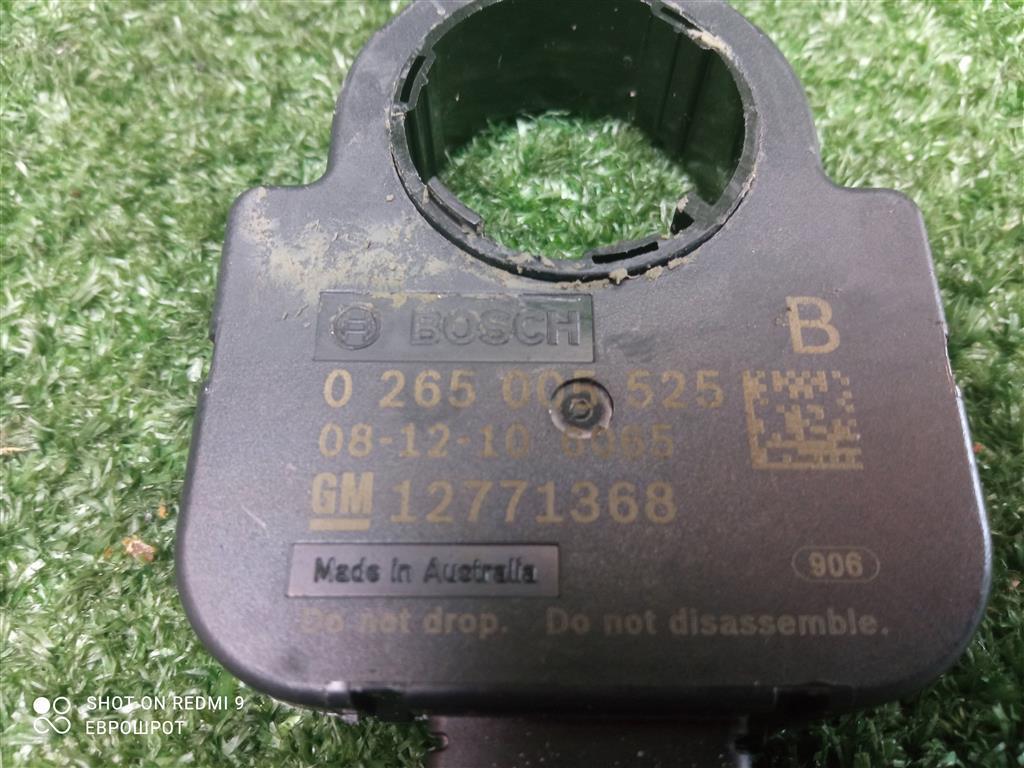 BOSCH
B
0 265 005 525
08-12-10 6065
GM 12771368
Made in Australia
906
Do not drop. Do not disassemble.
SHOT ON REDMI 9
ЕВРОШРОТ